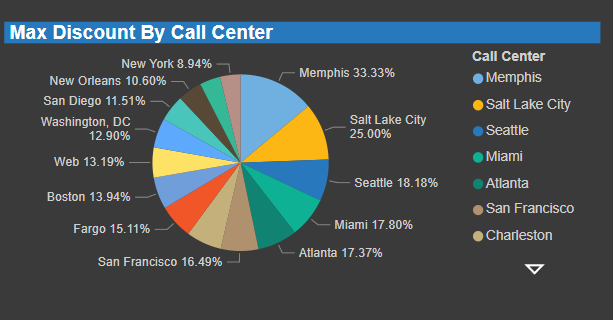 Max Discount By Call Center
New York 8.94%
New Orleans 10.60%
San Diego 11.51%
Washington, DC
12.90%
Web 13.19%
Boston 13.94%
Fargo 15.11%
San Francisco 16.49%
Memphis 33.33%
Salt Lake City
25.00%
Seattle 18.18%
Miami 17.80%
Atlanta 17.37%
Call Center
Memphis
Salt Lake City
Seattle
Miami
Atlanta
San Francisco
Charleston